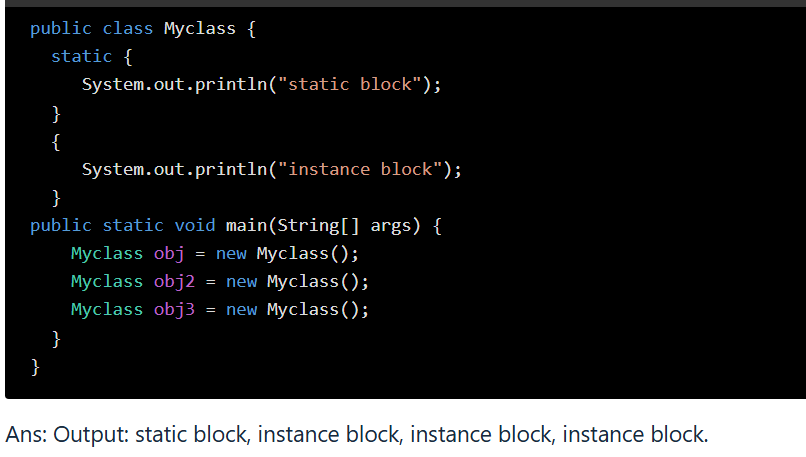 public class Myclass {
  static {
     System.out.println("static block");
  }
  {
     System.out.println("instance block");
  }
public static void main(String[] args) {
    Myclass obj = new Myclass();
    Myclass obj2 = new Myclass();
    Myclass obj3 = new Myclass();
  }
}
Ans: Output: static block, instance block, instance block, instance block.